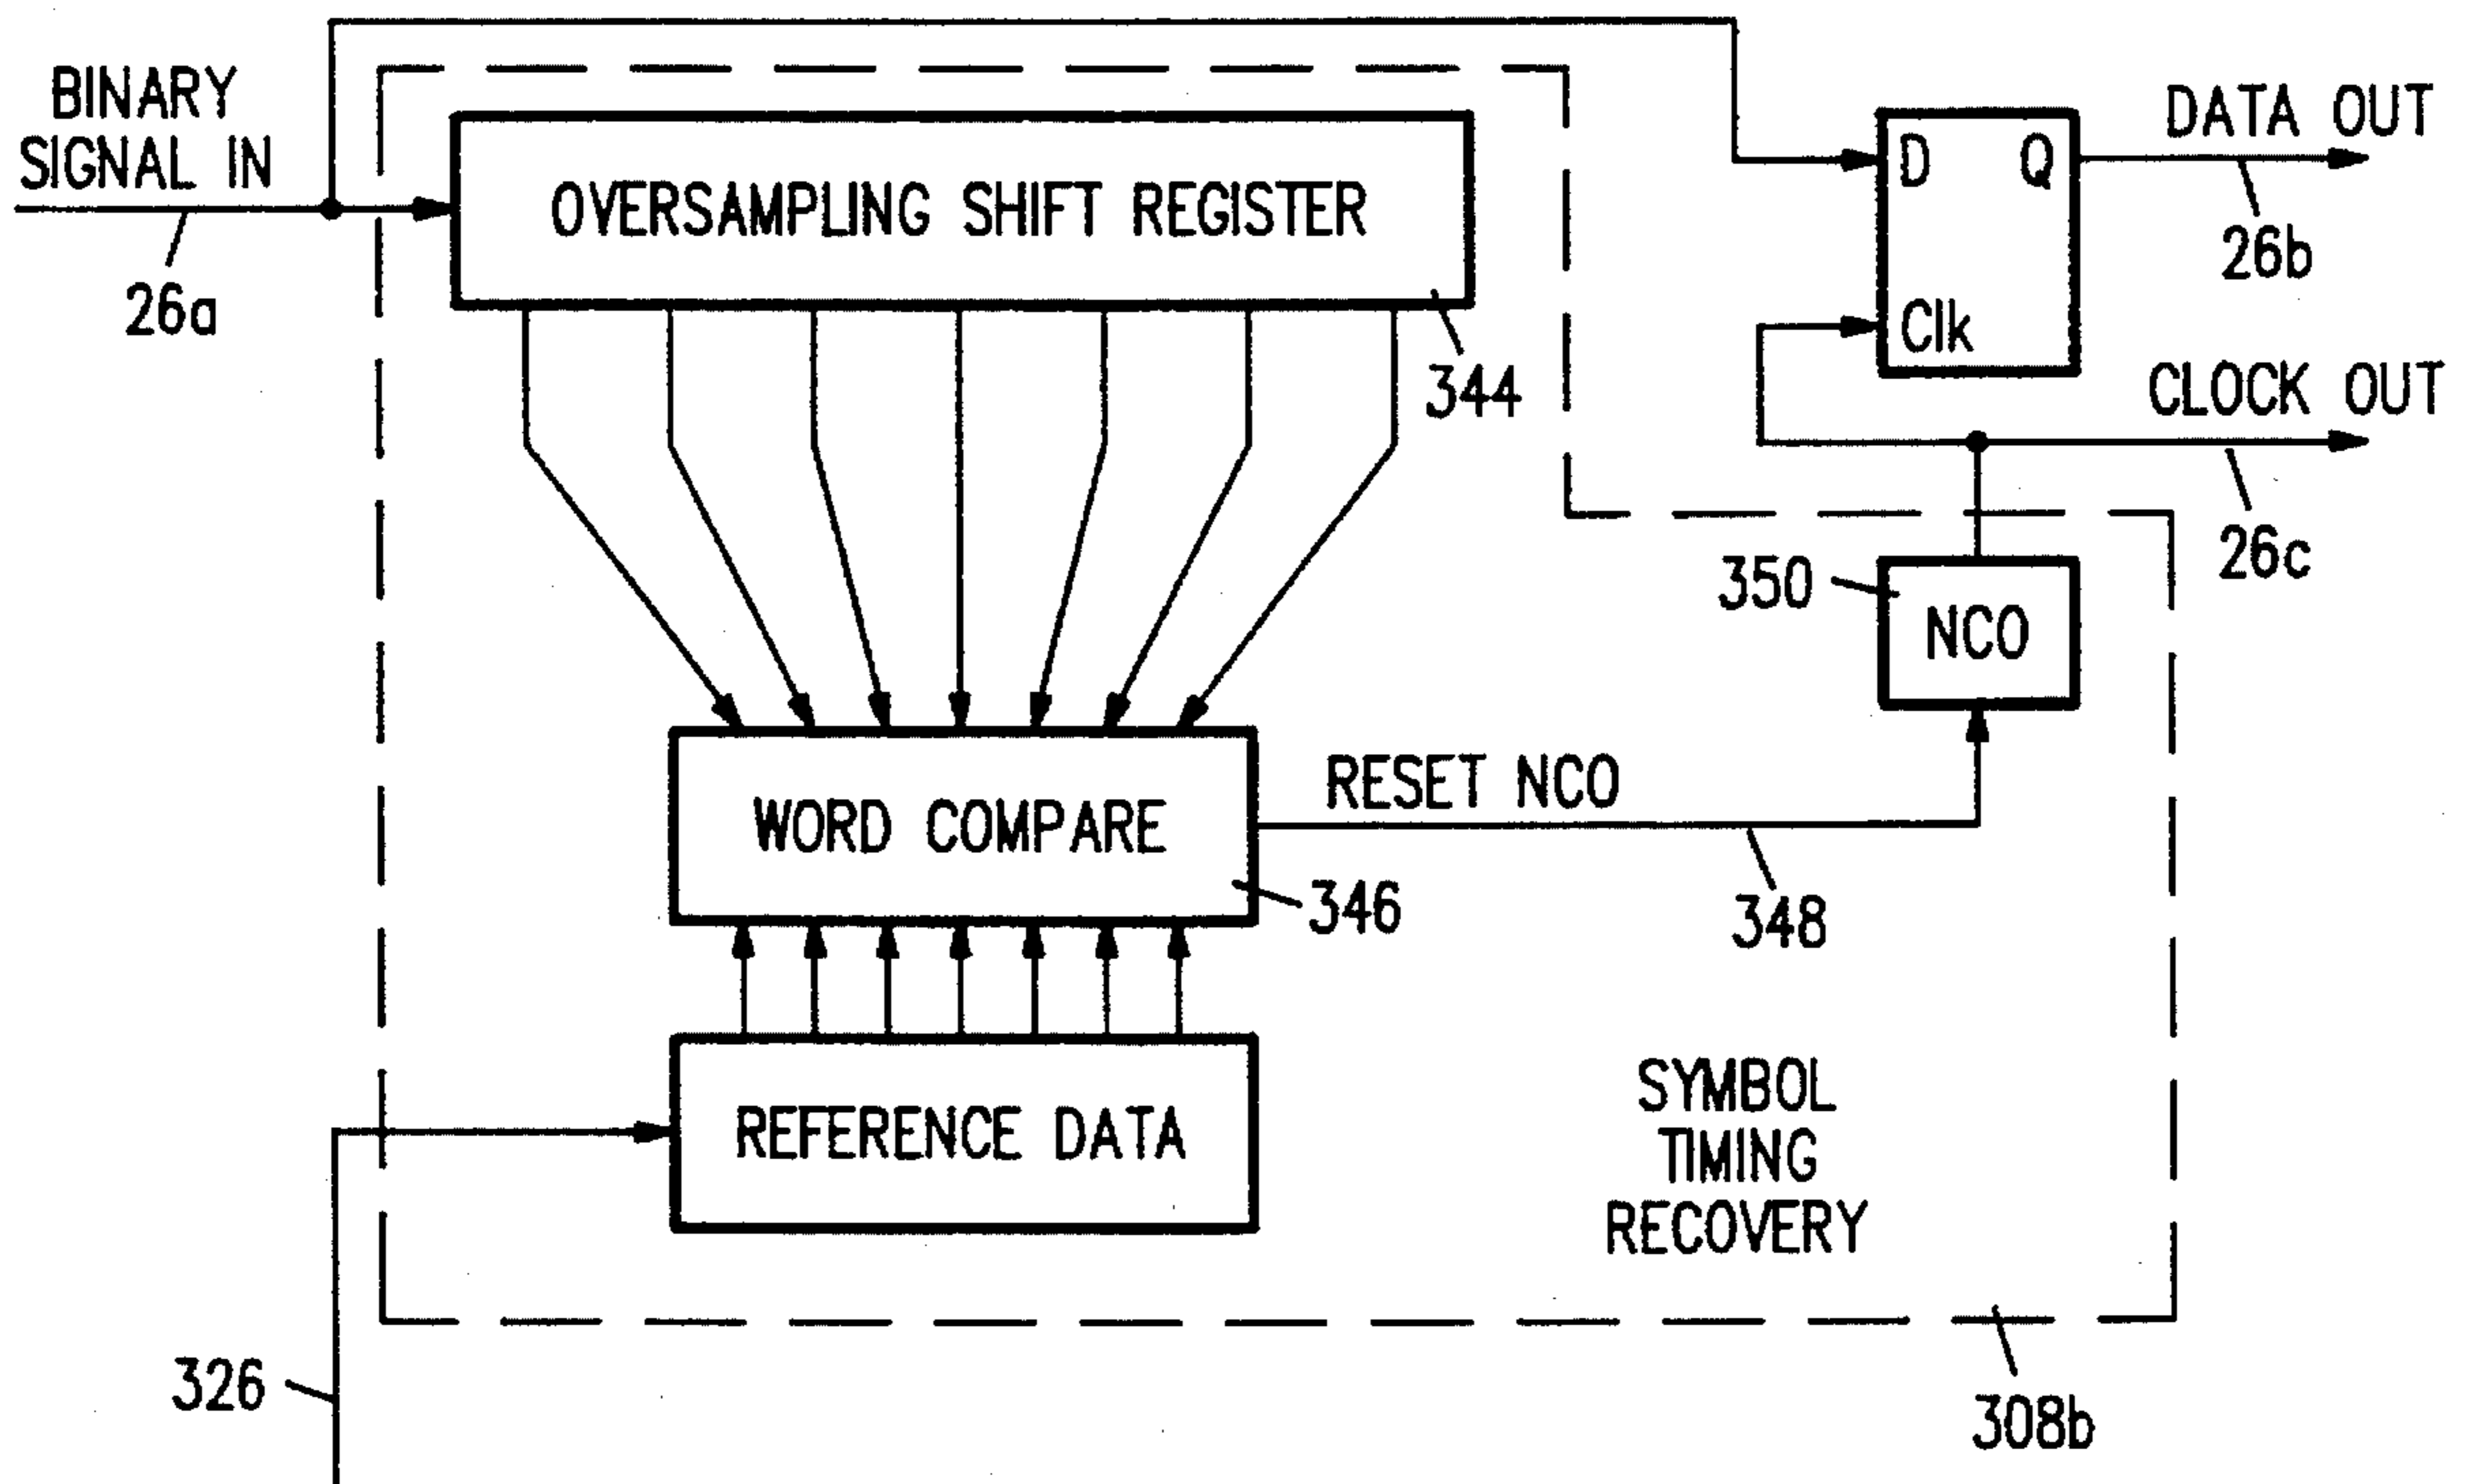 BINARY
SIGNAL IN
26a
OVERSAMPLING SHIFT REGISTER
344
D Q
Clk
DATA OUT
26b
CLOCK OUT
26c
350
NCO
WORD COMPARE
346
RESET NCO
348
REFERENCE DATA
SYMBOL
TIMING
RECOVERY
326
308b